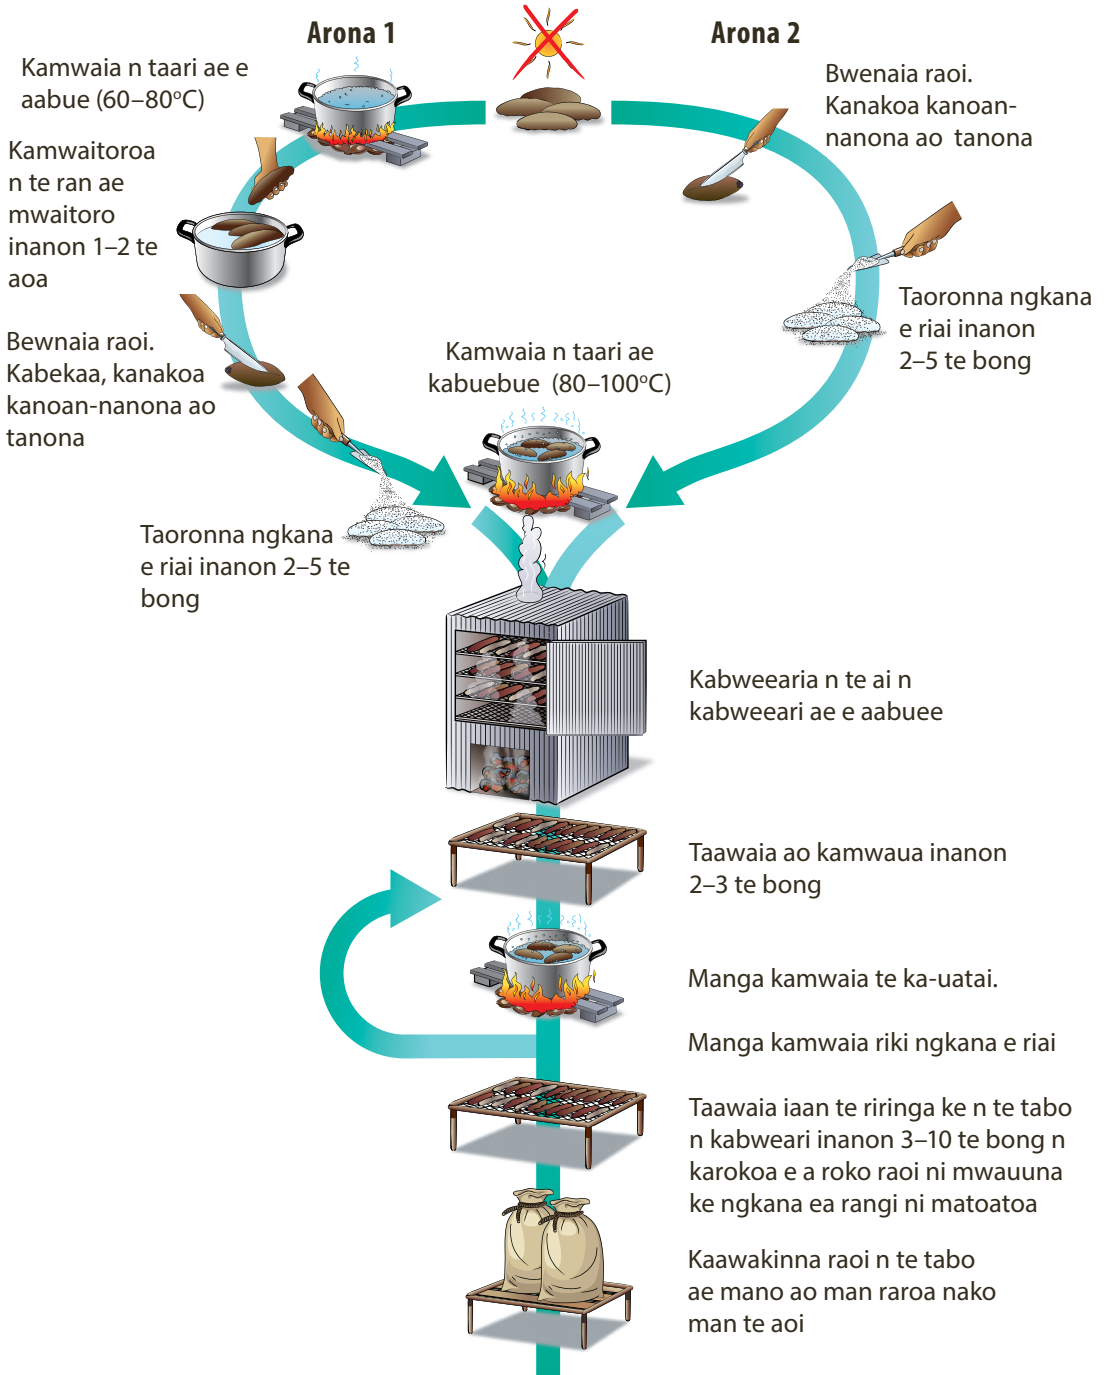 Arona 1
Kamwaia n taari ae e
aabue (60–80°C)
Kamwaitoroa
n te ran ae
mwaitoro
inanon 1–2 te
aoa
Bewnaia raoi.
Kabekaa, kanakoa
kanoan-nanona ao
tanona
Taoronna ngkana
e riai inanon 2–5 te
bong
Arona 2
Bwenaia raoi.
Kanakoa kanoan-
nanona ao tanona
Taoronna ngkana
e riai inanon
2–5 te bong
Kamwaia n taari ae
kabuebue (80–100°C)
Kabweearia n te ai n
kabweeari ae e aabuee
Taawaia ao kamwaua inanon
2–3 te bong
Manga kamwaia te ka-uatai.
Manga kamwaia riki ngkana e riai
Taawaia iaan te riringa ke n te tabo
n kabweari inanon 3–10 te bong n
karokoa e a roko raoi ni mwauuna
ke ngkana ea rangi ni matoatoa
Kaawakinna raoi n te tabo
ae mano ao man raroa nako
man te aoi